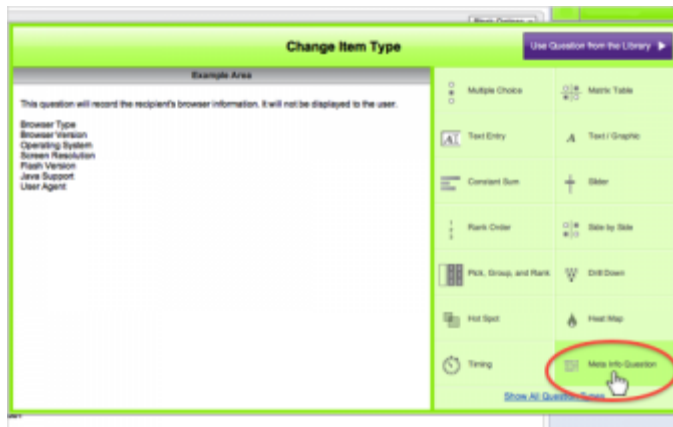 Block Options
Change Item Type
Use Question from the Library
Example Area
This question will record the recipient's browser information. It will not be displayed to the user.
Browser Type
Browser Version
Operating System
Screen Resolution
Flash Version
Java Support
User Agent
Multiple Choice
Matrix Table
Text Entry
Text / Graphic
Constant Sum
Slider
Rank Order
Side by Side
Pick, Group, and Rank
Drill Down
Hot Spot
Heat Map
Timing
Meta Info Question
Show All Question Types